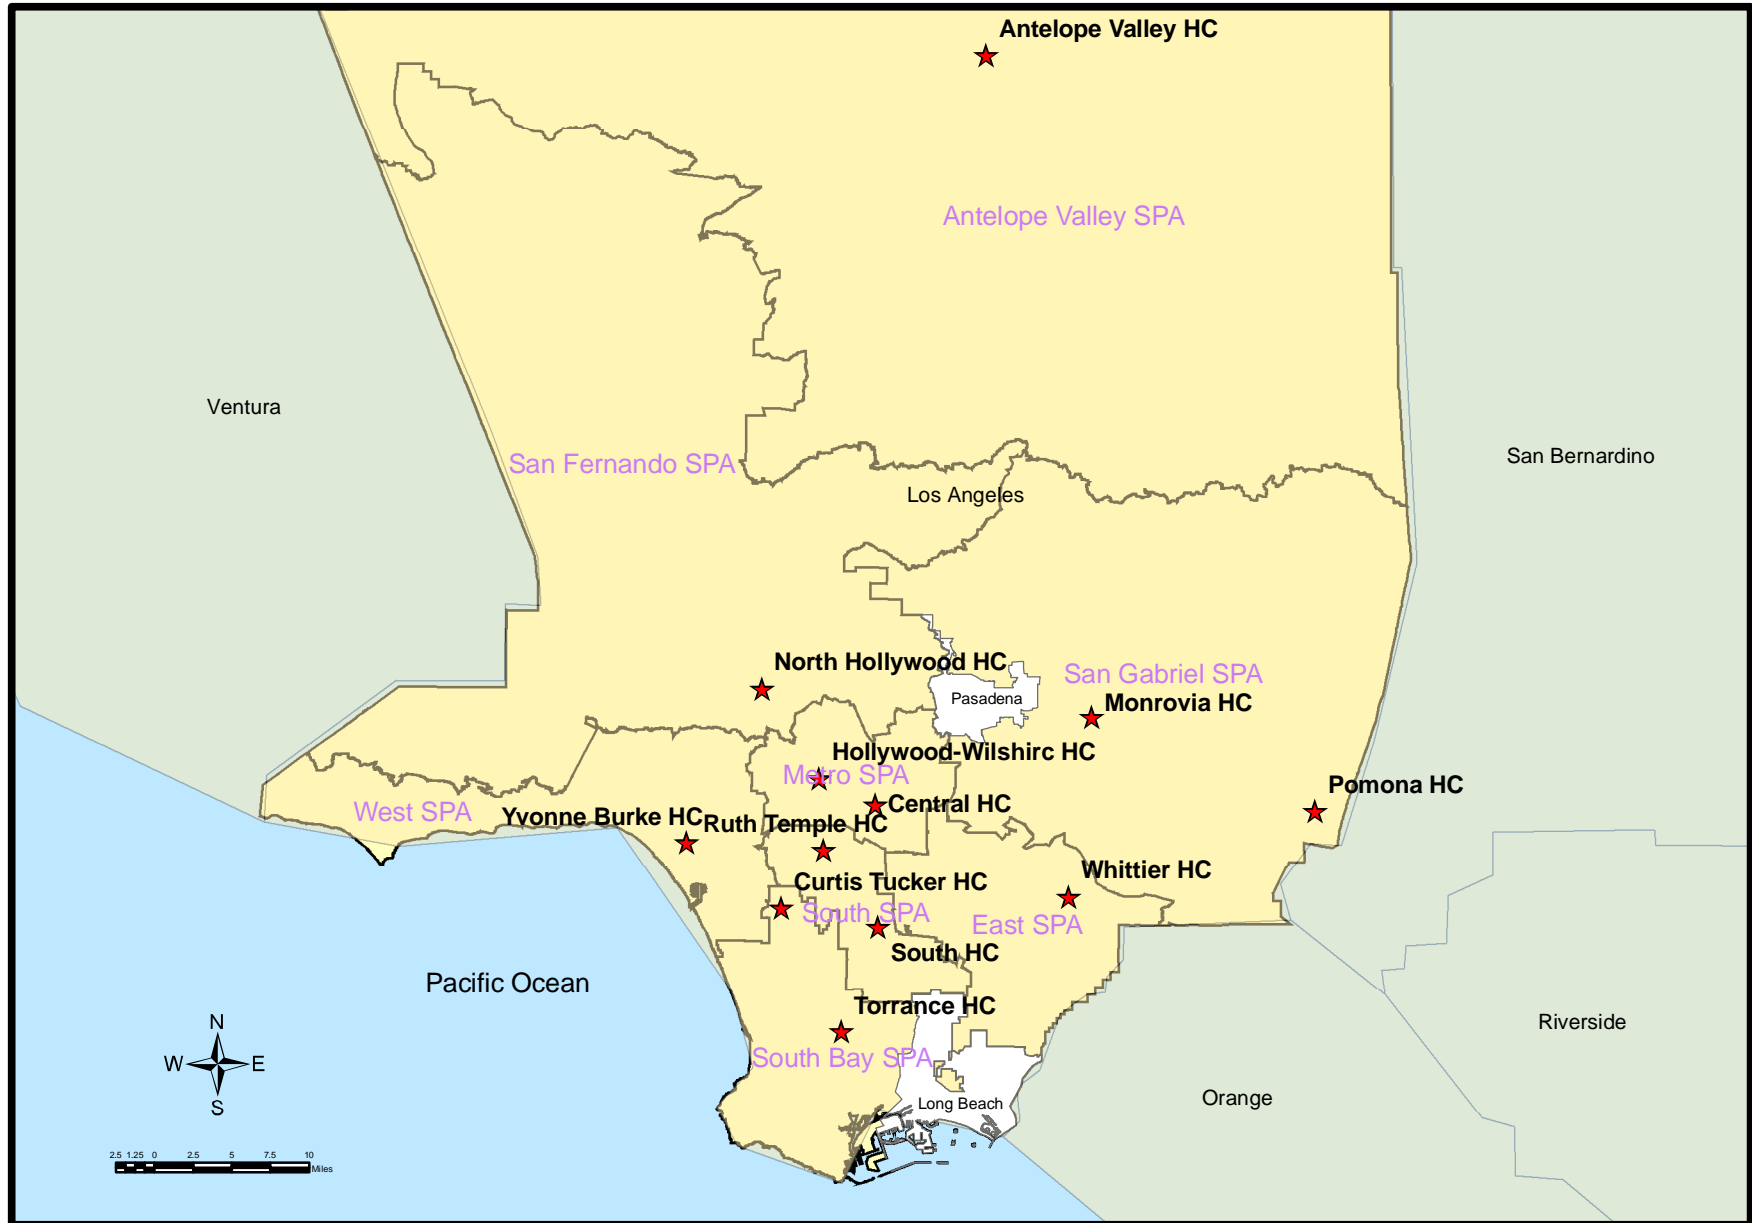 Antelope Valley HC
Antelope Valley SPA
Ventura
San Fernando SPA
San Bernardino
Los Angeles
North Hollywood HC
San Gabriel SPA
Pasadena
Monrovia HC
Hollywood-Wilshirc HC
Metro SPA
Pomona HC
Central HC
West SPA
Yvonne Burke HC
Ruth Temple HC
Whittier HC
Curtis Tucker HC
South SPA
East SPA
South HC
Pacific Ocean
Torrance HC
N
W
E
S
Riverside
South Bay SPA
Orange
Long Beach
2.5 1.25 0 2.5 5 7.5 10
Miles